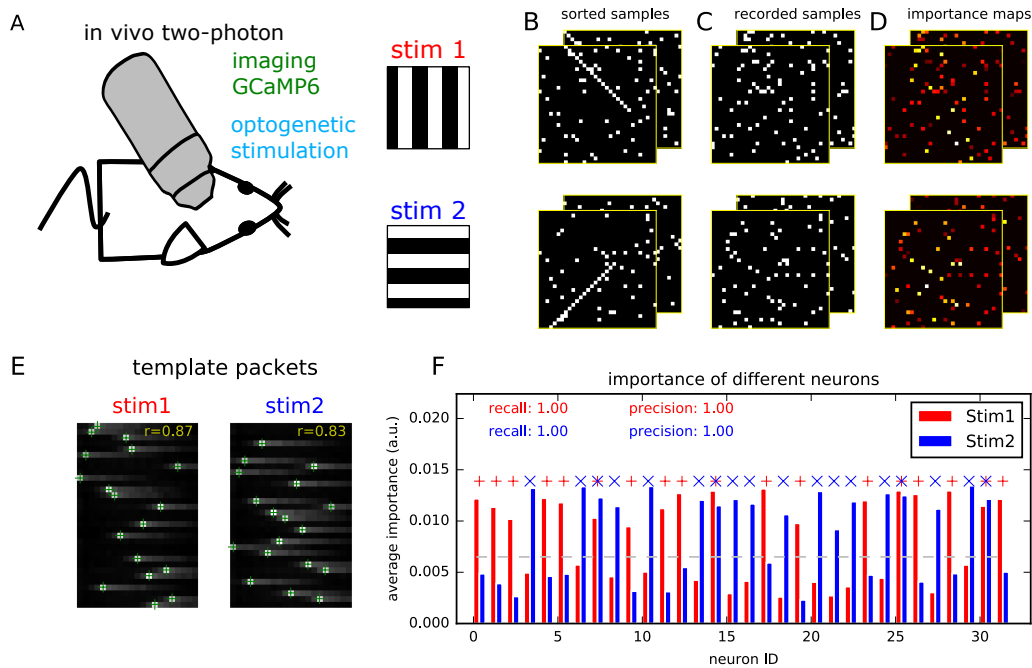 A
in vivo two-photon
imaging
GCaMP6
optogenetic
stimulation
stim 1
stim 2
B
sorted samples
C
recorded samples
D
importance maps
E
template packets
stim1
r=0.87
stim2
r=0.83
F
importance of different neurons
recall: 1.00 precision: 1.00
recall: 1.00 precision: 1.00
Stim1
Stim2
average importance (a.u.)
0.020
0.015
0.010
0.005
0.000
0 5 10 15 20 25 30
neuron ID